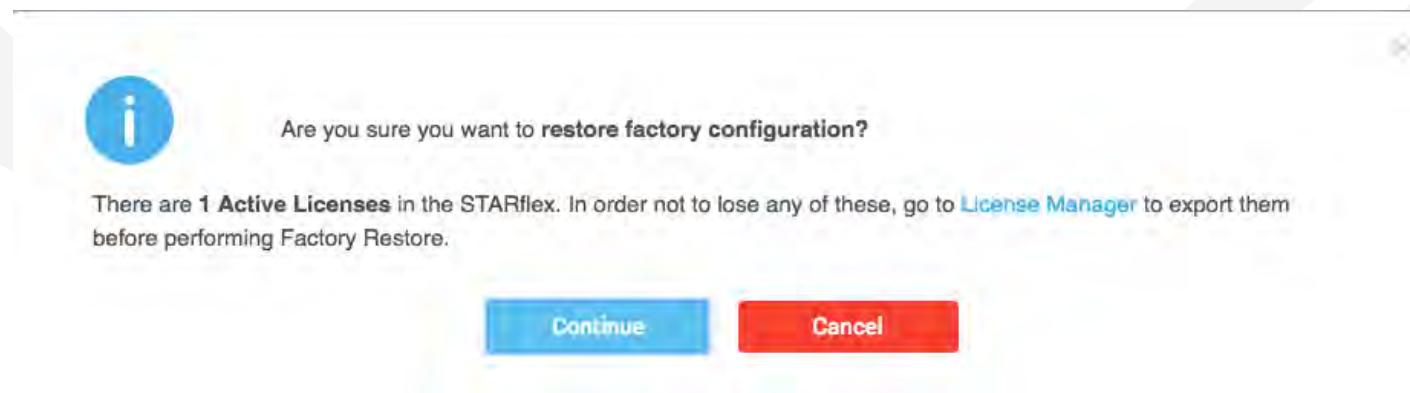 Are you sure you want to restore factory configuration?
There are 1 Active Licenses in the STARflex. In order not to lose any of these, go to License Manager to export them
before performing Factory Restore.
Continue
Cancel